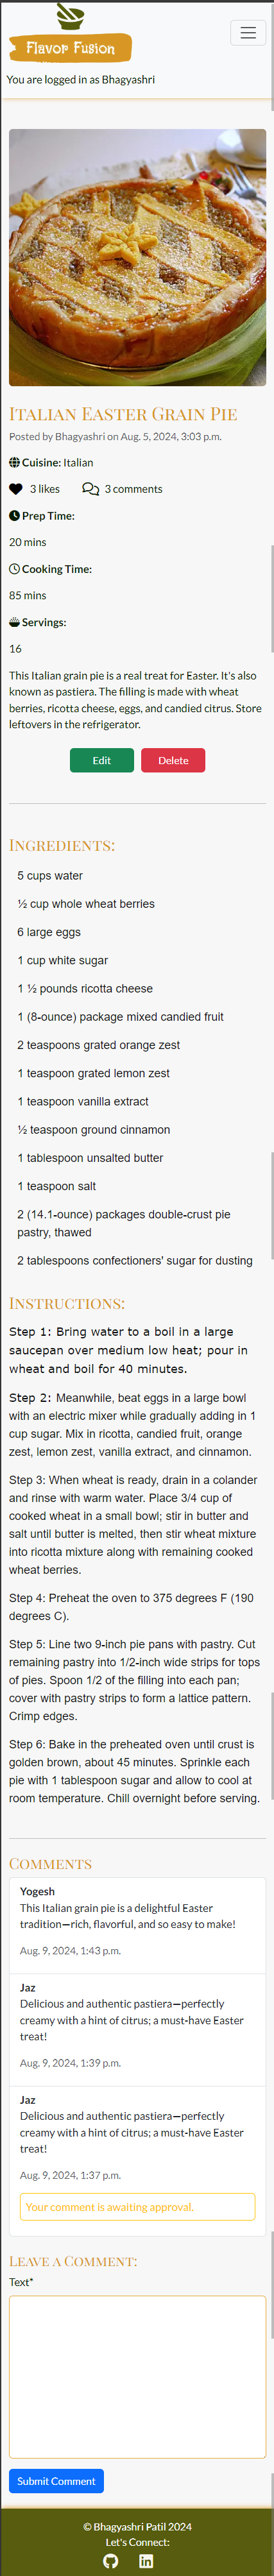 Flavor Fusion
You are logged in as Bhagyashri
Italian Easter Grain Pie
Posted by Bhagyashri on Aug. 5, 2024, 3:03 p.m.
Cuisine: Italian
3 likes 3 comments
Prep Time:
20 mins
Cooking Time:
85 mins
Servings:
16
This Italian grain pie is a real treat for Easter. It's also
known as pastiera. The filling is made with wheat
berries, ricotta cheese, eggs, and candied citrus. Store
leftovers in the refrigerator.
Edit Delete
Ingredients:
5 cups water
½ cup whole wheat berries
6 large eggs
1 cup white sugar
1 ½ pounds ricotta cheese
1 (8-ounce) package mixed candied fruit
2 teaspoons grated orange zest
1 teaspoon grated lemon zest
1 teaspoon vanilla extract
½ teaspoon ground cinnamon
1 tablespoon unsalted butter
1 teaspoon salt
2 (14.1-ounce) packages double-crust pie
pastry, thawed
2 tablespoons confectioners' sugar for dusting
Instructions:
Step 1: Bring water to a boil in a large
saucepan over medium low heat; pour in
wheat and boil for 40 minutes.
Step 2: Meanwhile, beat eggs in a large bowl
with an electric mixer while gradually adding in 1
cup sugar. Mix in ricotta, candied fruit, orange
zest, lemon zest, vanilla extract, and cinnamon.
Step 3: When wheat is ready, drain in a colander
and rinse with warm water. Place 3/4 cup of
cooked wheat in a small bowl; stir in butter and
salt until butter is melted, then stir wheat mixture
into ricotta mixture along with remaining cooked
wheat berries.
Step 4: Preheat the oven to 375 degrees F (190
degrees C).
Step 5: Line two 9-inch pie pans with pastry. Cut
remaining pastry into 1/2-inch wide strips for tops
of pies. Spoon 1/2 of the filling into each pan;
cover with pastry strips to form a lattice pattern.
Crimp edges.
Step 6: Bake in the preheated oven until crust is
golden brown, about 45 minutes. Sprinkle each
pie with 1 tablespoon sugar and allow to cool at
room temperature. Chill overnight before serving.
Comments
Yogesh
This Italian grain pie is a delightful Easter
tradition—rich, flavorful, and so easy to make!
Aug. 9, 2024, 1:43 p.m.
Jaz
Delicious and authentic pastiera—perfectly
creamy with a hint of citrus; a must-have Easter
treat!
Aug. 9, 2024, 1:39 p.m.
Jaz
Delicious and authentic pastiera—perfectly
creamy with a hint of citrus; a must-have Easter
treat!
Aug. 9, 2024, 1:37 p.m.
Your comment is awaiting approval.
Leave a Comment:
Text*
Submit Comment
© Bhagyashri Patil 2024
Let's Connect: